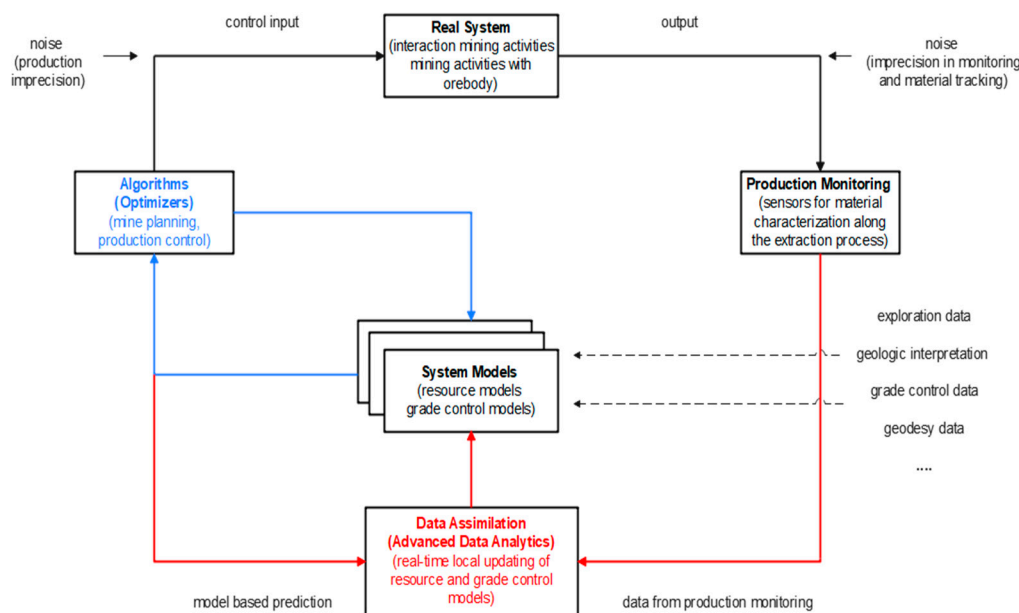 control input
Real System
(interaction mining activities
mining activities with
orebody)
output
noise
(production
imprecision)
noise
(imprecision in monitoring
and material tracking)
Algorithms
(Optimizers)
(mine planning,
production control)
Production Monitoring
(sensors for material
characterization along
the extraction process)
System Models
(resource models
grade control models)
exploration data
geologic interpretation
grade control data
geodesy data
....
Data Assimilation
(Advanced Data Analytics)
(real-time local updating of
resource and grade control
models)
model based prediction
data from production monitoring